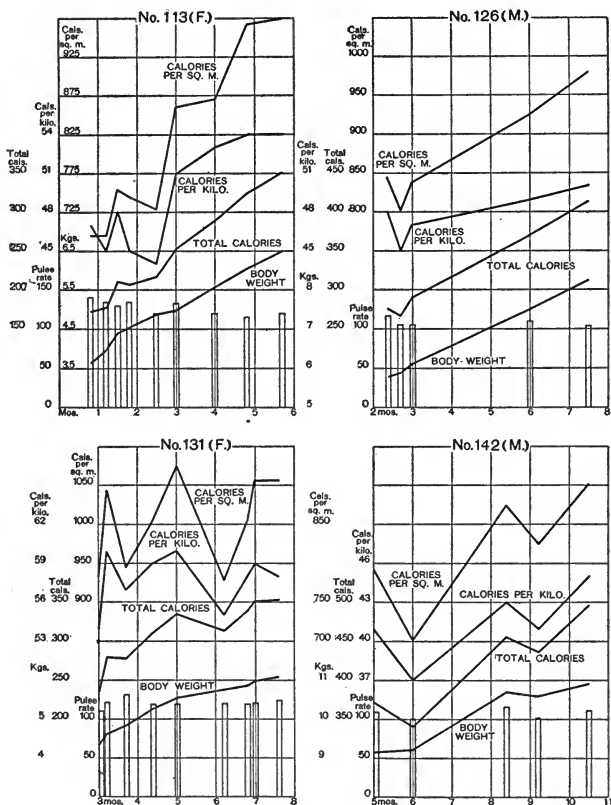 No. 113 (F.)
Cals.
per
sq. m.
925
875
Cals.
per
kilo.
54 825
Total
cals.
350 51 775
300 48 725
Kgs.
250 45 6.5
Pulse
rate
200 150 5.5
150 100 4.5
50 3.5
0
Mos. 1 2 3 4 5 6
CALORIES
PER SQ. M.
CALORIES
PER KILO.
TOTAL CALORIES
BODY
WEIGHT
No. 126 (M.)
Cals.
per
sq. m.
1000
950
900
Cals.
per
kilo.
51
Total
cals.
450 850
48 400 800
45 350
Kgs.
8 300
Pulse
rate
7 250 100
6 50
5 0
2 mos. 3 4 5 6 7 8
CALORIES
PER SQ. M.
CALORIES
PER KILO.
TOTAL CALORIES
BODY-WEIGHT
No. 131 (F.)
Cals.
per
sq. m.
1050
Cals.
per
kilo.
62 1000
59 950
Total
cals.
56 350 900
53 300
Kgs.
250
Pulse
rate
5 200 100
4 50
0
3 mos. 4 5 6 7 8
CALORIES
PER SQ. M.
CALORIES
PER KILO.
TOTAL CALORIES
BODY WEIGHT
No. 142 (M.)
Cals.
per
sq. m.
850
Cals.
per
kilo.
46
Total
cals.
750 500 43
700 450 40
Kgs.
11 400 37
Pulse
rate
10 350 100
9 50
0
5 mos. 6 7 8 9 10 11
CALORIES
PER SQ. M.
CALORIES PER KILO.
TOTAL CALORIES
BODY
WEIGHT